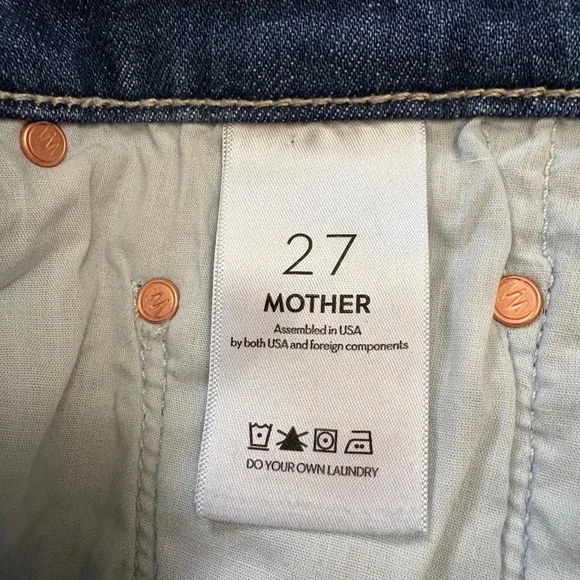 27
MOTHER
Assembled in USA
by both USA and foreign components
DO YOUR OWN LAUNDRY